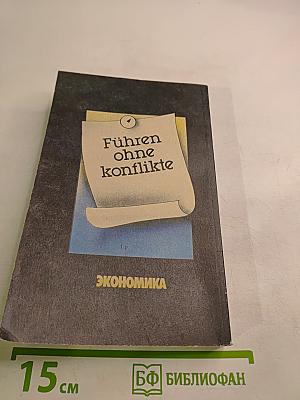 Führen
ohne
konflikte
ЭКОНОМИКА
15 см
БФ БИБЛИОФАН